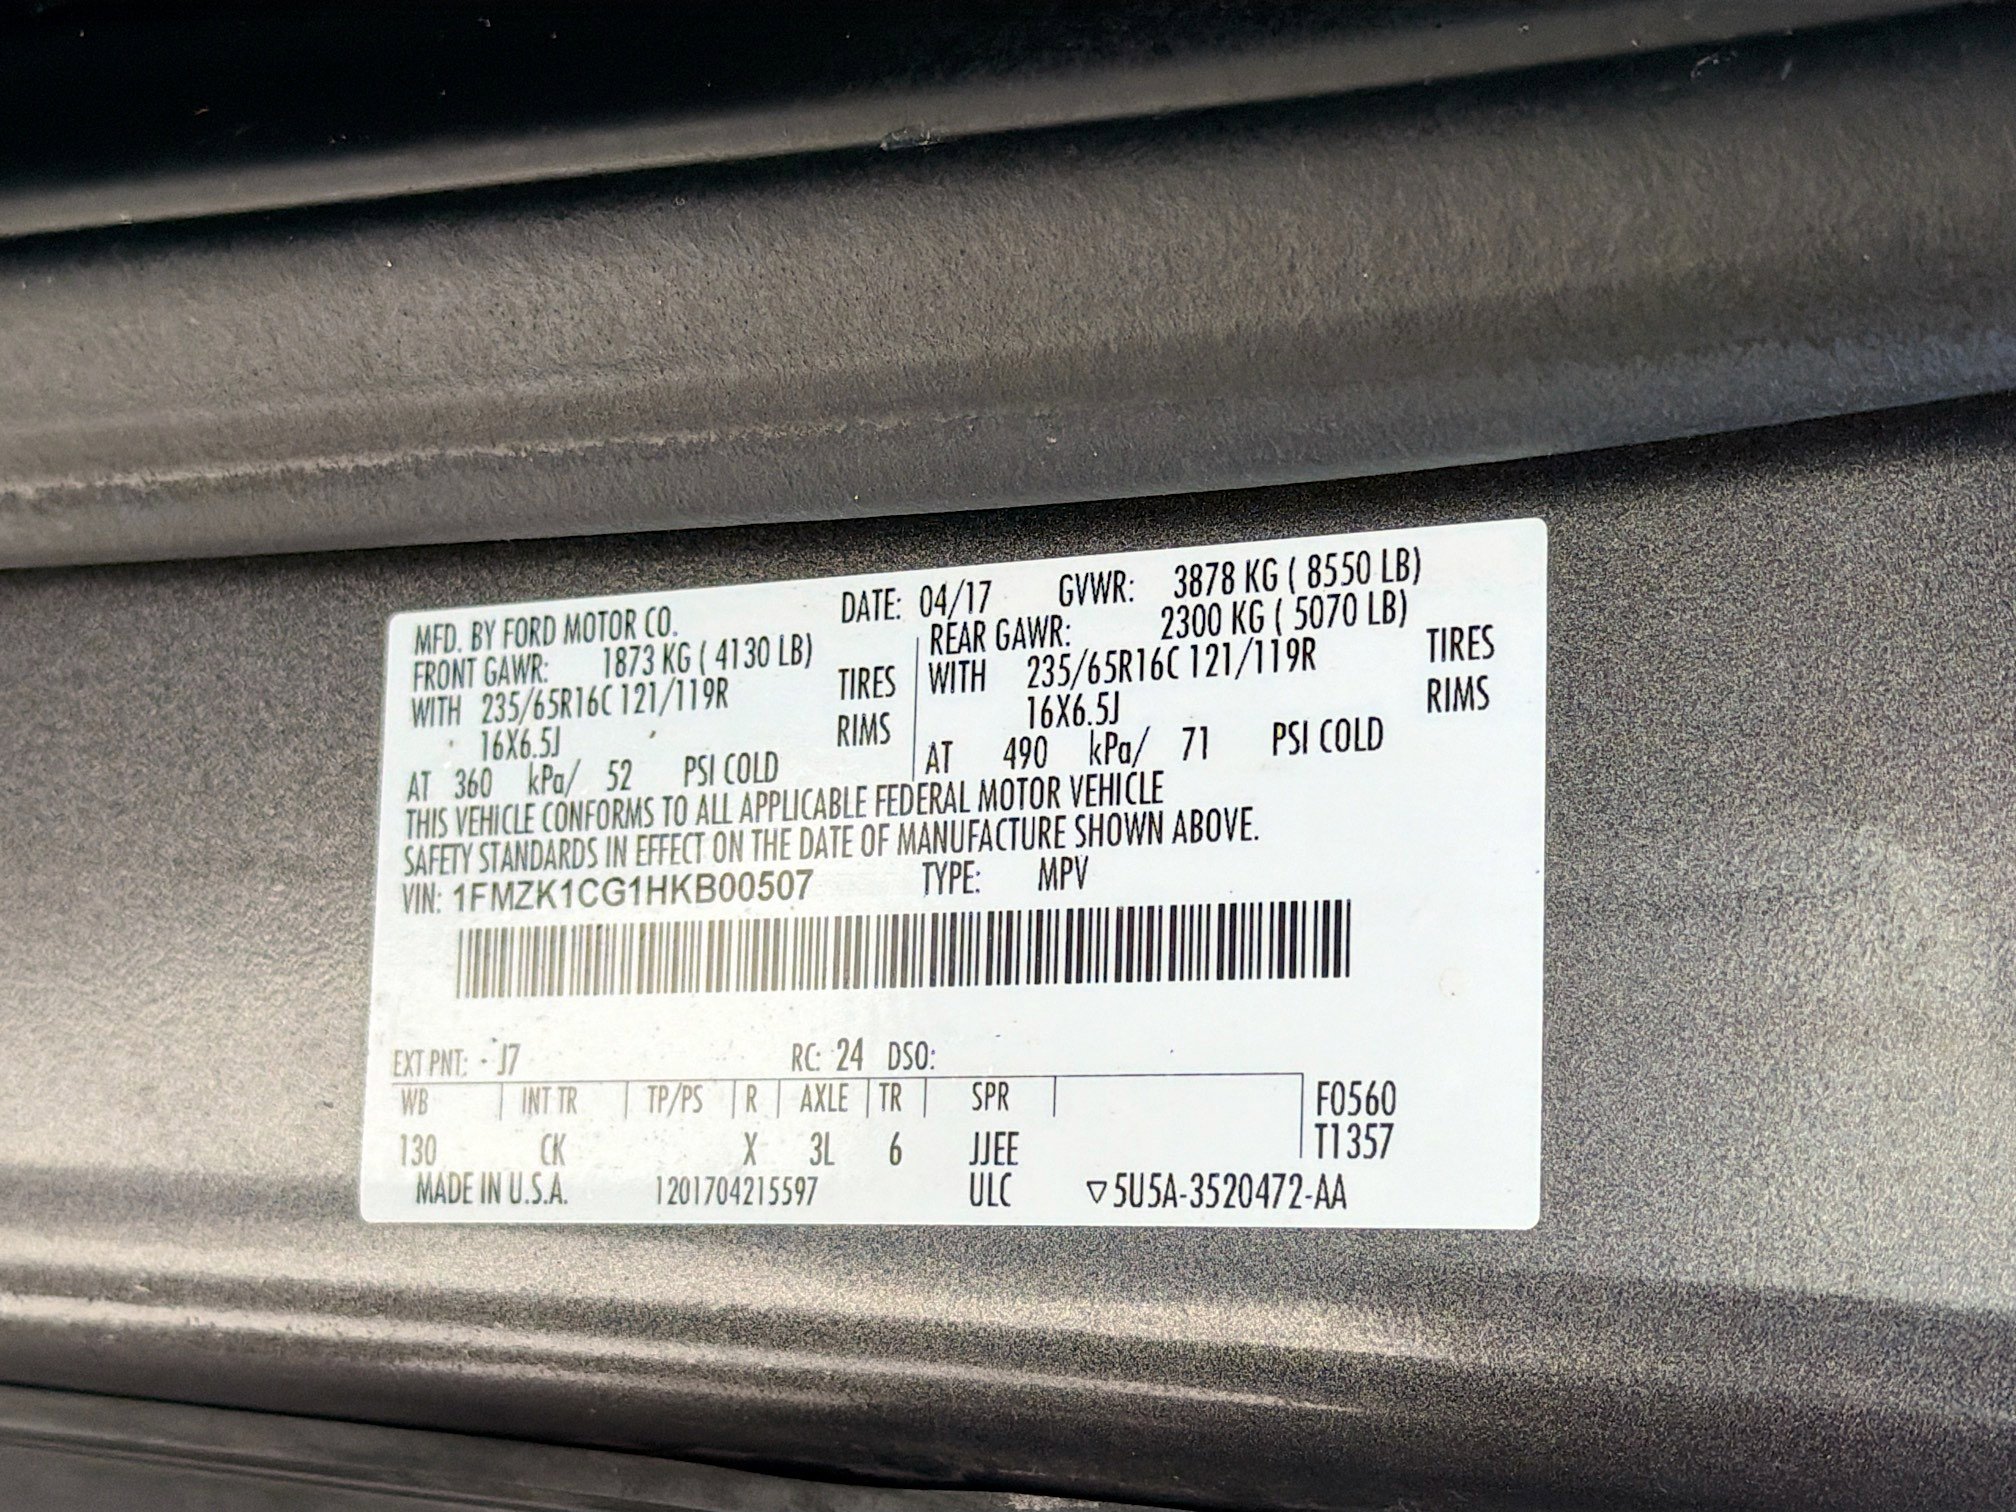 MFD. BY FORD MOTOR CO. DATE: 04/17 GVWR: 3878 KG ( 8550 LB)
FRONT GAWR: 1873 KG ( 4130 LB) REAR GAWR: 2300 KG ( 5070 LB)
WITH 235/65R16C 121/119R TIRES WITH 235/65R16C 121/119R TIRES
16X6.5J RIMS 16X6.5J RIMS
AT 360 kPa/ 52 PSI COLD AT 490 kPa/ 71 PSI COLD
THIS VEHICLE CONFORMS TO ALL APPLICABLE FEDERAL MOTOR VEHICLE
SAFETY STANDARDS IN EFFECT ON THE DATE OF MANUFACTURE SHOWN ABOVE.
VIN: 1FMZK1CG1HKB00507 TYPE: MPV
EXT PNT: J7 RC: 24 DSO:
WB INT TR TP/PS R AXLE TR SPR F0560
130 CK X 3L 6 JJEE T1357
MADE IN U.S.A. 1201704215597 ULC ▽5U5A-3520472-AA